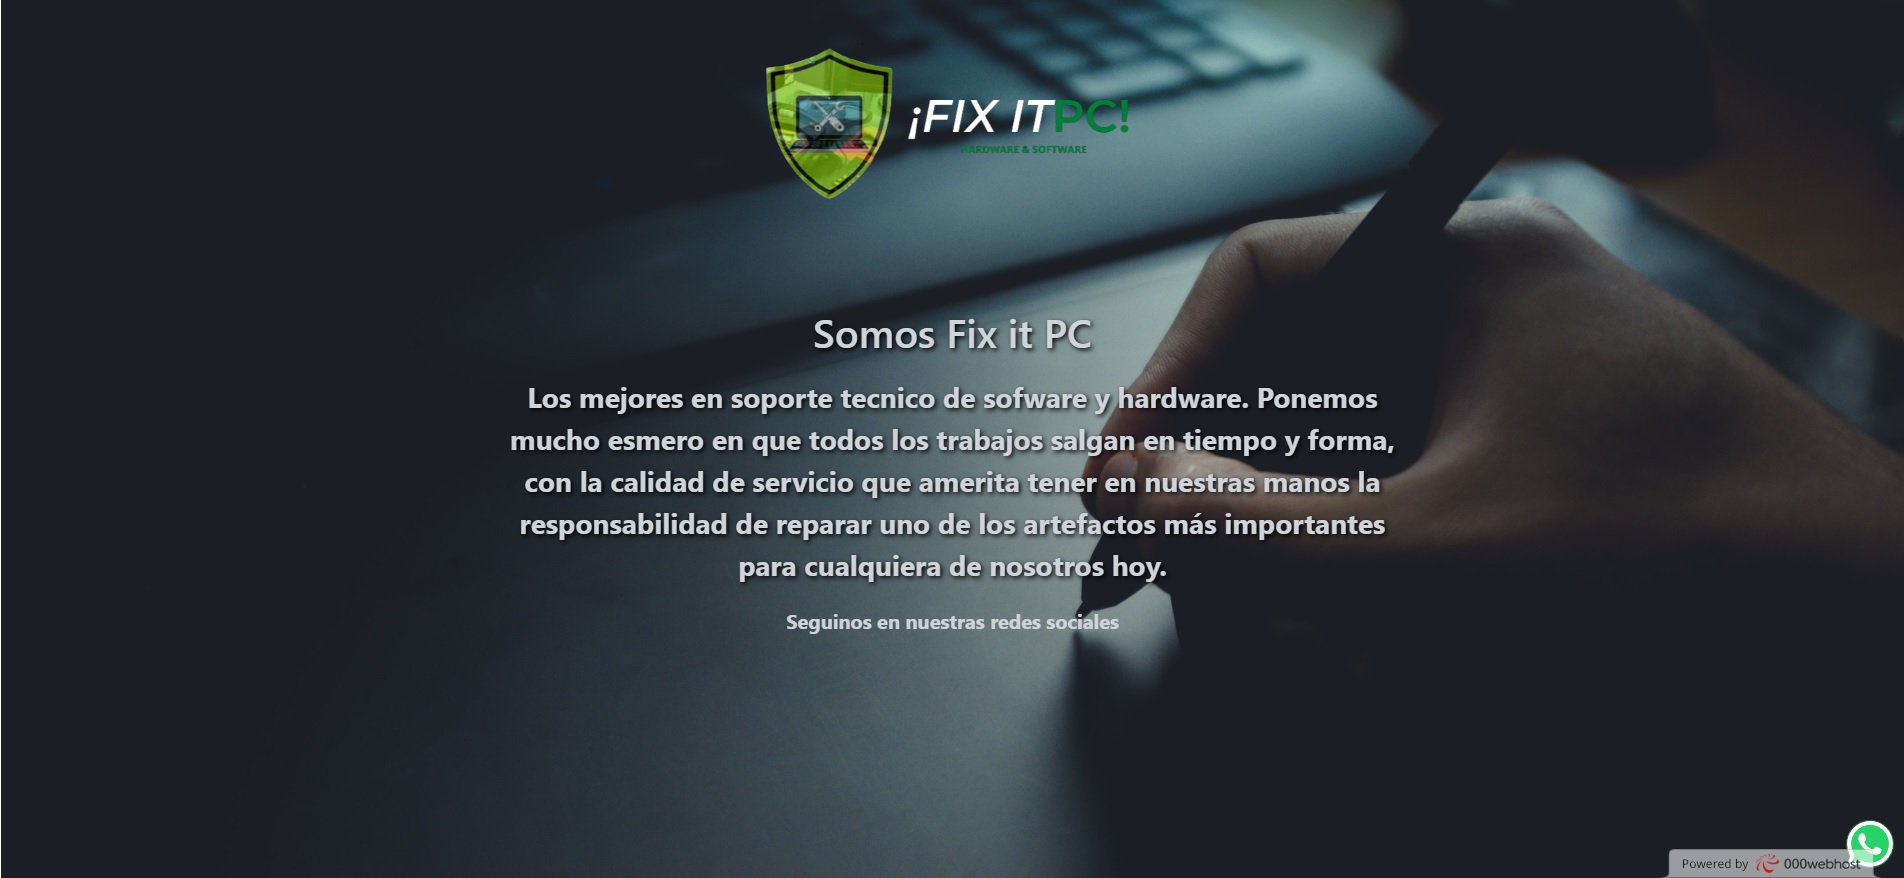 ¡FIX ITPC!
HARDWARE & SOFTWARE
Somos Fix it PC
Los mejores en soporte tecnico de sofware y hardware. Ponemos
mucho esmero en que todos los trabajos salgan en tiempo y forma,
con la calidad de servicio que amerita tener en nuestras manos la
responsabilidad de reparar uno de los artefactos más importantes
para cualquiera de nosotros hoy.
Seguinos en nuestras redes sociales
Powered by 000webhost